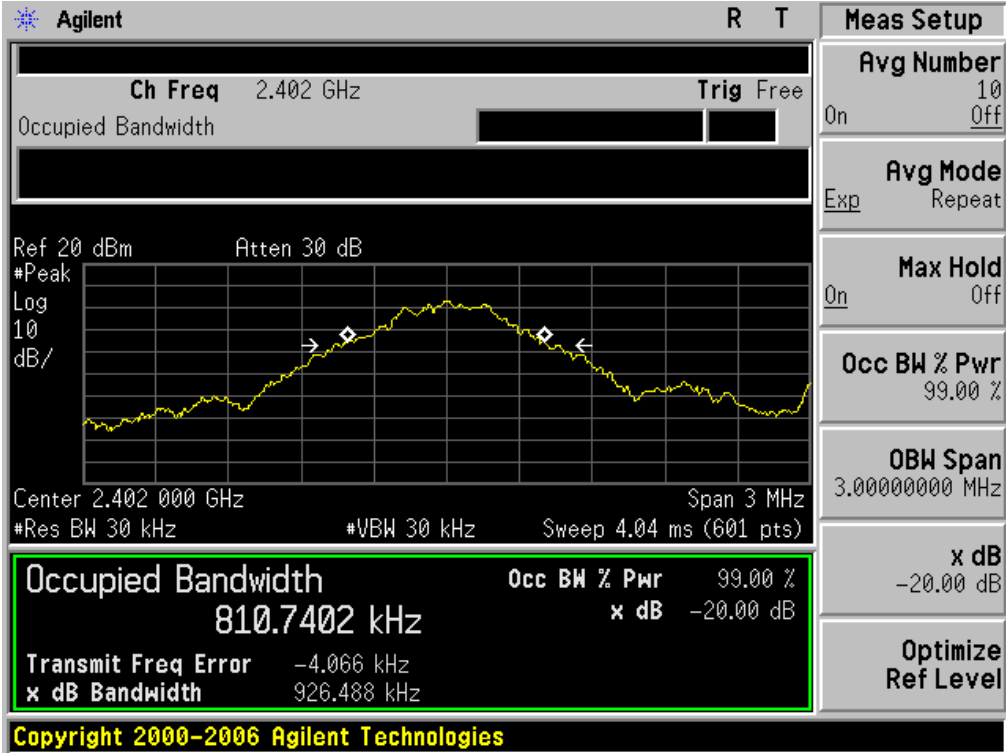 Agilent
R T
Ch Freq 2.402 GHz
Trig Free
Occupied Bandwidth
Ref 20 dBm
Atten 30 dB
#Peak
Log
10
dB/
Center 2.402 000 GHz
Span 3 MHz
#Res BW 30 kHz
#VBW 30 kHz
Sweep 4.04 ms (601 pts)
Occupied Bandwidth
810.7402 kHz
Occ BW % Pwr 99.00 %
x dB -20.00 dB
Transmit Freq Error -4.066 kHz
x dB Bandwidth 926.488 kHz
Copyright 2000-2006 Agilent Technologies
Meas Setup
Avg Number
10
On Off
Avg Mode
Exp Repeat
Max Hold
On Off
Occ BW % Pwr
99.00 %
OBW Span
3.00000000 MHz
x dB
-20.00 dB
Optimize
Ref Level